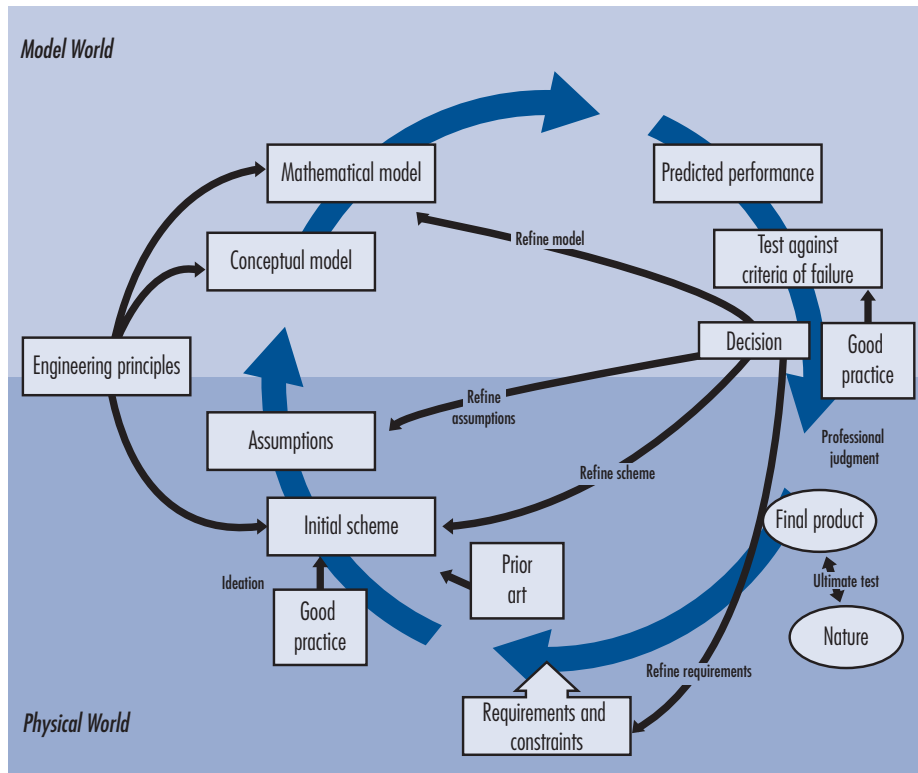 Model World
Mathematical model
Predicted performance
Refine model
Conceptual model
Test against
criteria of failure
Engineering principles
Decision
Good
practice
Refine
assumptions
Assumptions
Professional
judgment
Refine scheme
Initial scheme
Final product
Ideation
Prior
art
Ultimate test
Good
practice
Nature
Refine requirements
Requirements and
constraints
Physical World